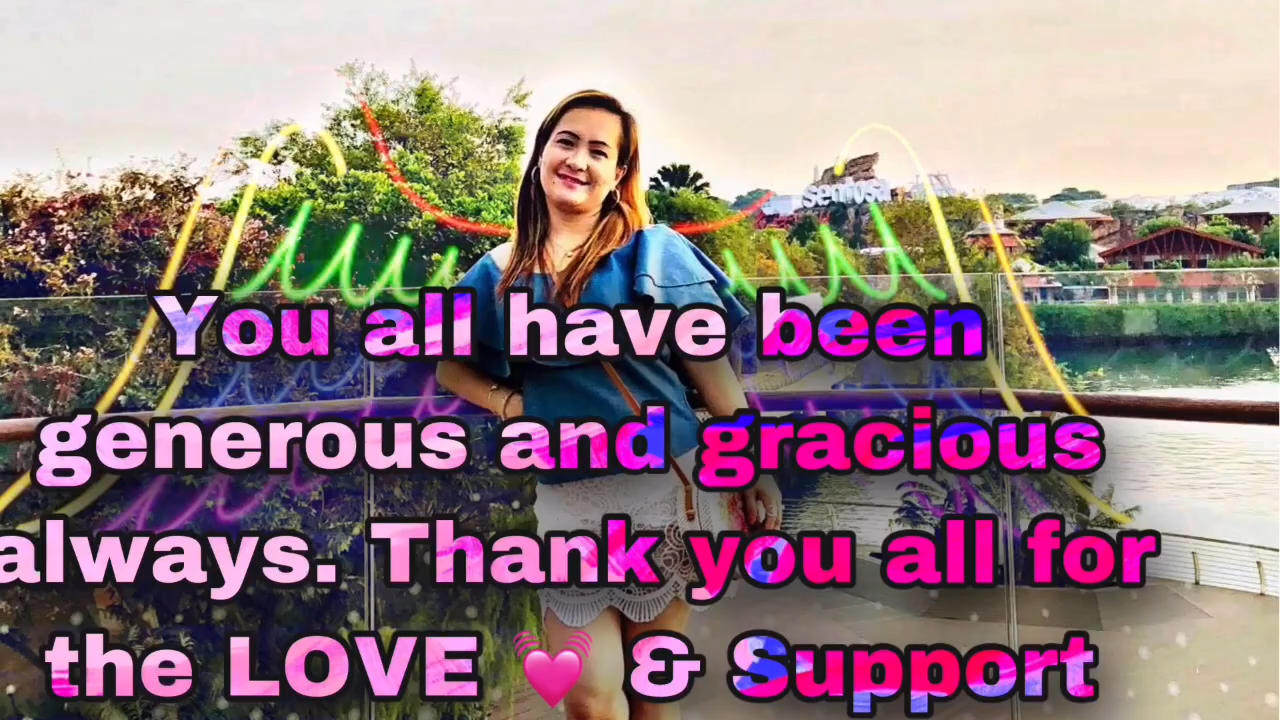 sentosa
You all have been
generous and gracious
always. Thank you all for
the LOVE 💓 & Support